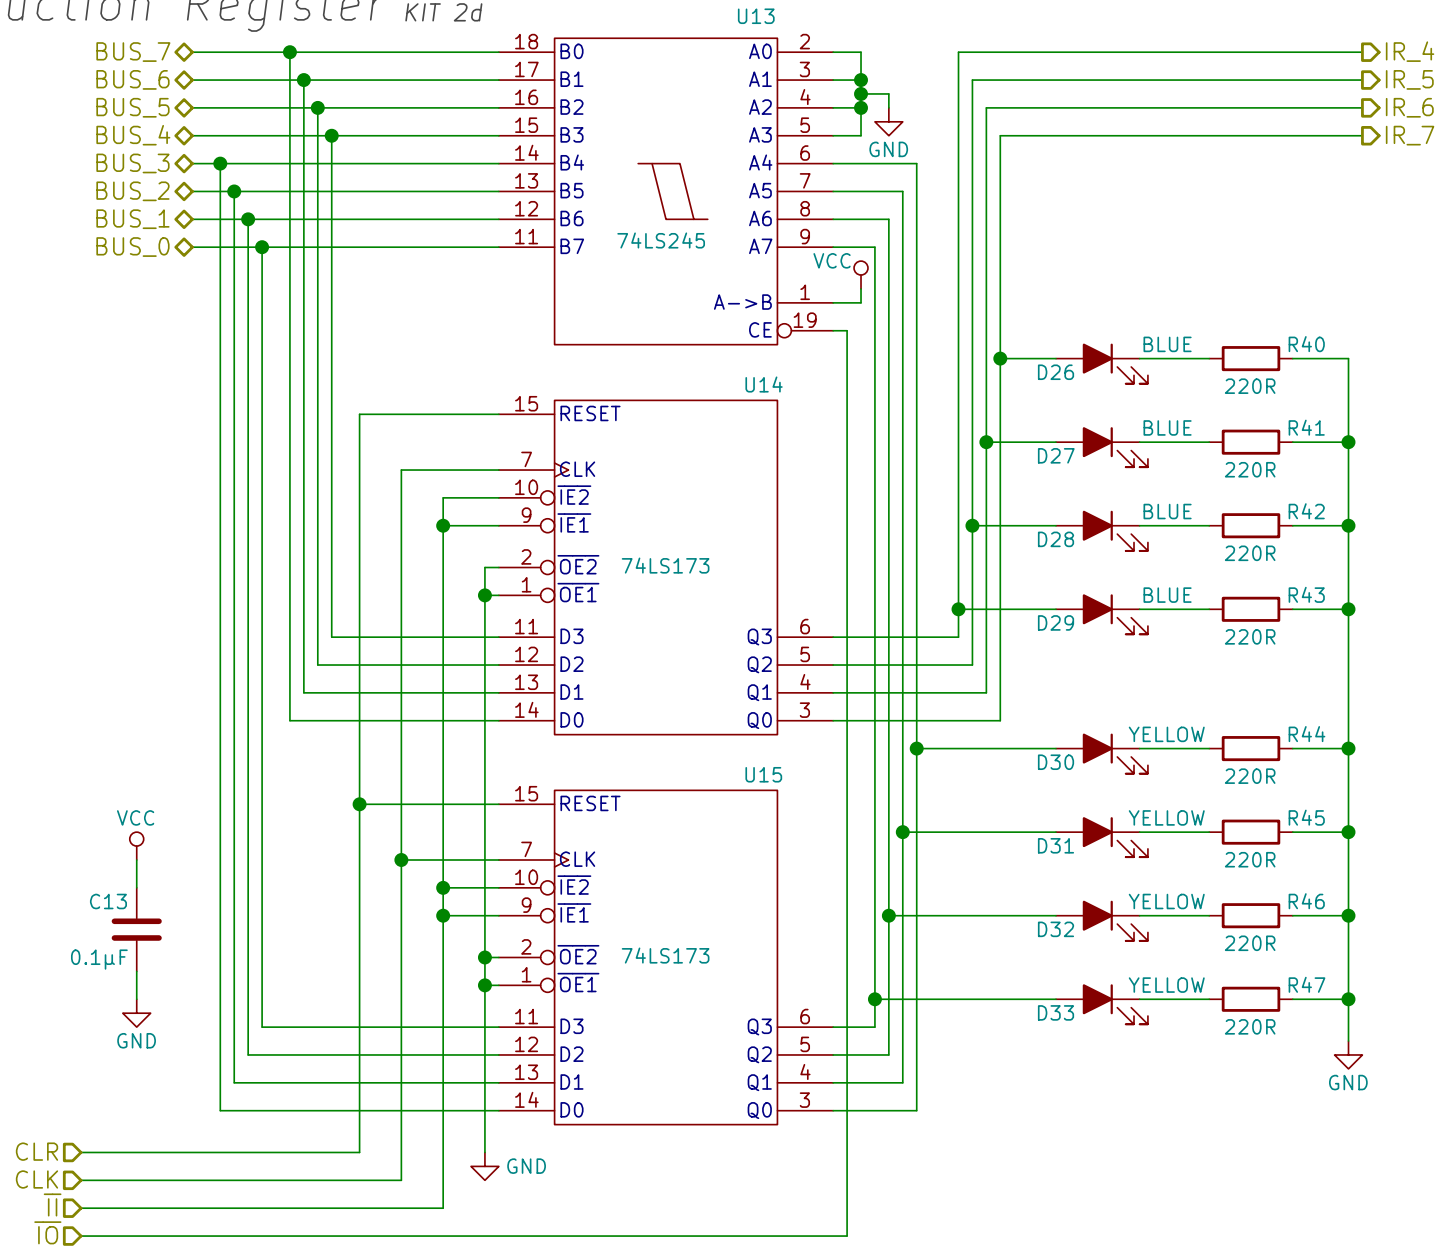 uction Register KIT 2d
U13
BUS_7 18 B0 A0 2 IR_4
BUS_6 17 B1 A1 3 IR_5
BUS_5 16 B2 A2 4 IR_6
BUS_4 15 B3 A3 5 IR_7
GND
BUS_3 14 B4 A4 6
BUS_2 13 B5 A5 7
BUS_1 12 B6 A6 8
74LS245
BUS_0 11 B7 A7 9
VCC
A->B 1
CE 19
BLUE R40
D26 220R
U14
15 RESET
BLUE R41
D27 220R
7 CLK
10 IE2
9 IE1
BLUE R42
D28 220R
2 OE2
74LS173
1 OE1
BLUE R43
D29 220R
11 D3 Q3 6
12 D2 Q2 5
13 D1 Q1 4
14 D0 Q0 3
YELLOW R44
D30 220R
U15
15 RESET
VCC
YELLOW R45
D31 220R
7 CLK
10 IE2
C13
9 IE1
YELLOW R46
D32 220R
0.1µF
2 OE2
74LS173
1 OE1
YELLOW R47
D33 220R
11 D3 Q3 6
GND
12 D2 Q2 5
13 D1 Q1 4
GND
14 D0 Q0 3
CLR
GND
CLK
II
IO